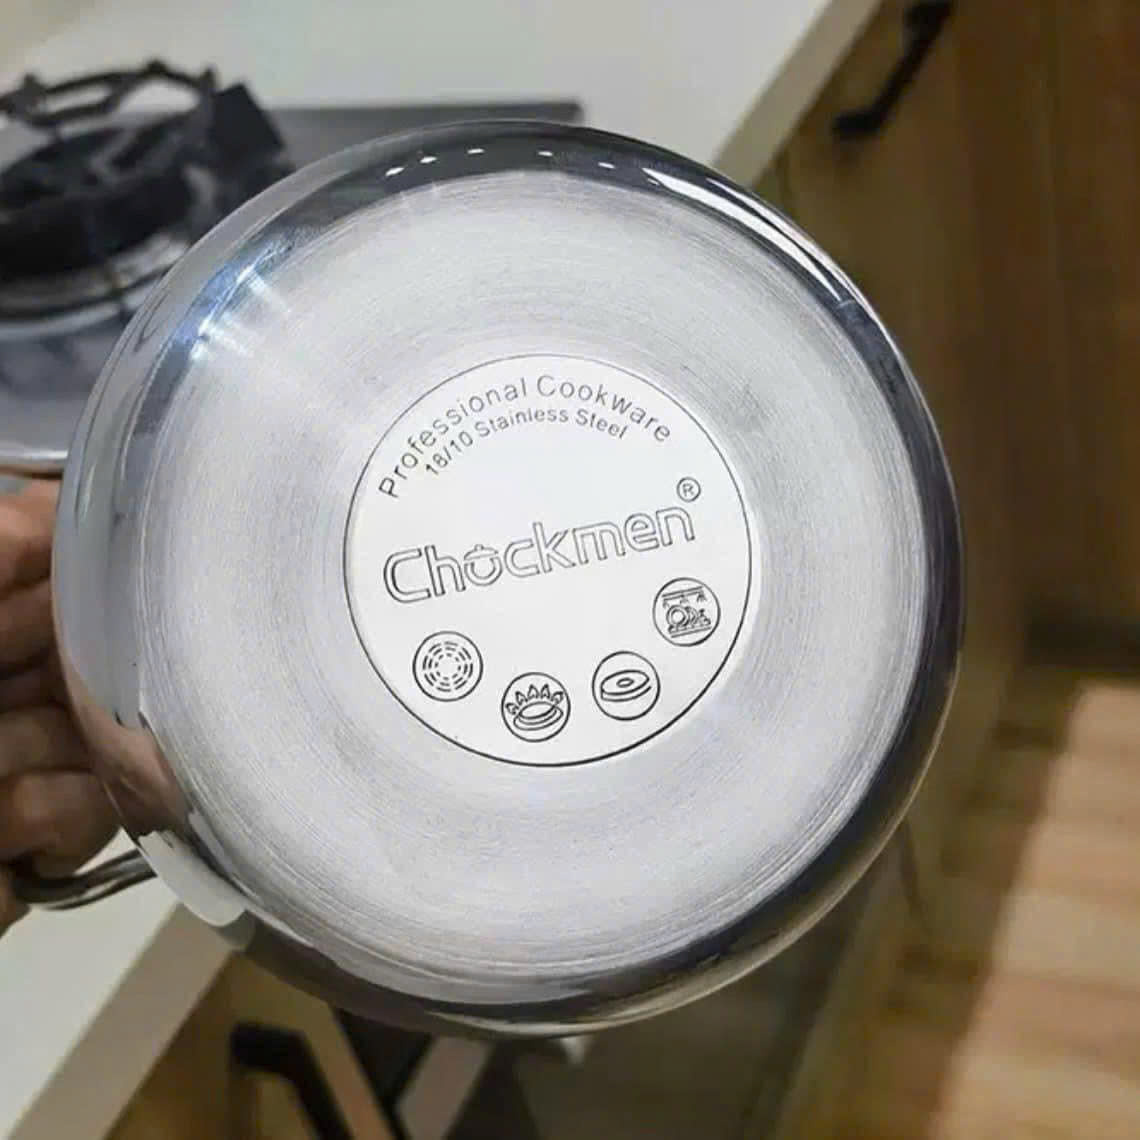 Professional Cookware
18/10 Stainless Steel
Chockmen®